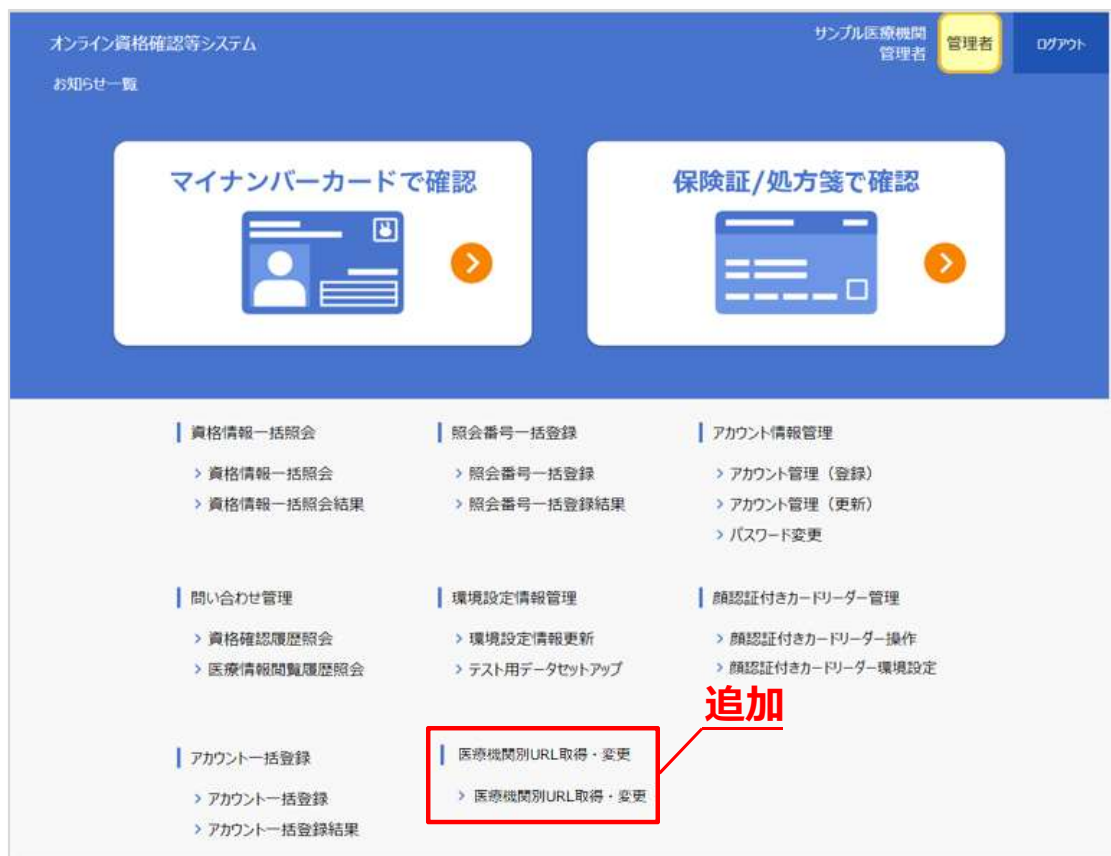 オンライン資格確認等システム
サンプル医療機関
管理者
管理者
ログアウト
お知らせ一覧
マイナンバーカードで確認
保険証/処方箋で確認
資格情報一括照会
資格情報一括照会
資格情報一括照会結果
照会番号一括登録
照会番号一括登録
照会番号一括登録結果
アカウント情報管理
アカウント管理（登録）
アカウント管理（更新）
パスワード変更
問い合わせ管理
資格確認履歴照会
医療情報閲覧履歴照会
環境設定情報管理
環境設定情報更新
テスト用データセットアップ
顔認証付きカードリーダー管理
顔認証付きカードリーダー操作
顔認証付きカードリーダー環境設定
追加
アカウント一括登録
アカウント一括登録
アカウント一括登録結果
医療機関別URL取得・変更
医療機関別URL取得・変更